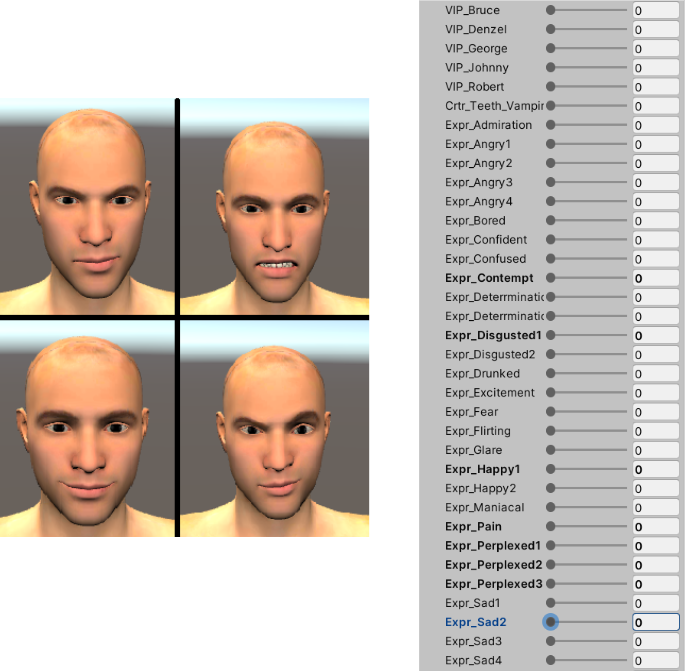 VIP_Bruce 0
VIP_Denzel 0
VIP_George 0
VIP_Johnny 0
VIP_Robert 0
Crtr_Teeth_Vampir 0
Expr_Admiration 0
Expr_Angry1 0
Expr_Angry2 0
Expr_Angry3 0
Expr_Angry4 0
Expr_Bored 0
Expr_Confident 0
Expr_Confused 0
Expr_Contempt 0
Expr_Deterrminatic 0
Expr_Deterrminatic 0
Expr_Disgusted1 0
Expr_Disgusted2 0
Expr_Drunked 0
Expr_Excitement 0
Expr_Fear 0
Expr_Flirting 0
Expr_Glare 0
Expr_Happy1 0
Expr_Happy2 0
Expr_Maniacal 0
Expr_Pain 0
Expr_Perplexed1 0
Expr_Perplexed2 0
Expr_Perplexed3 0
Expr_Sad1 0
Expr_Sad2 0
Expr_Sad3 0
Expr_Sad4 0